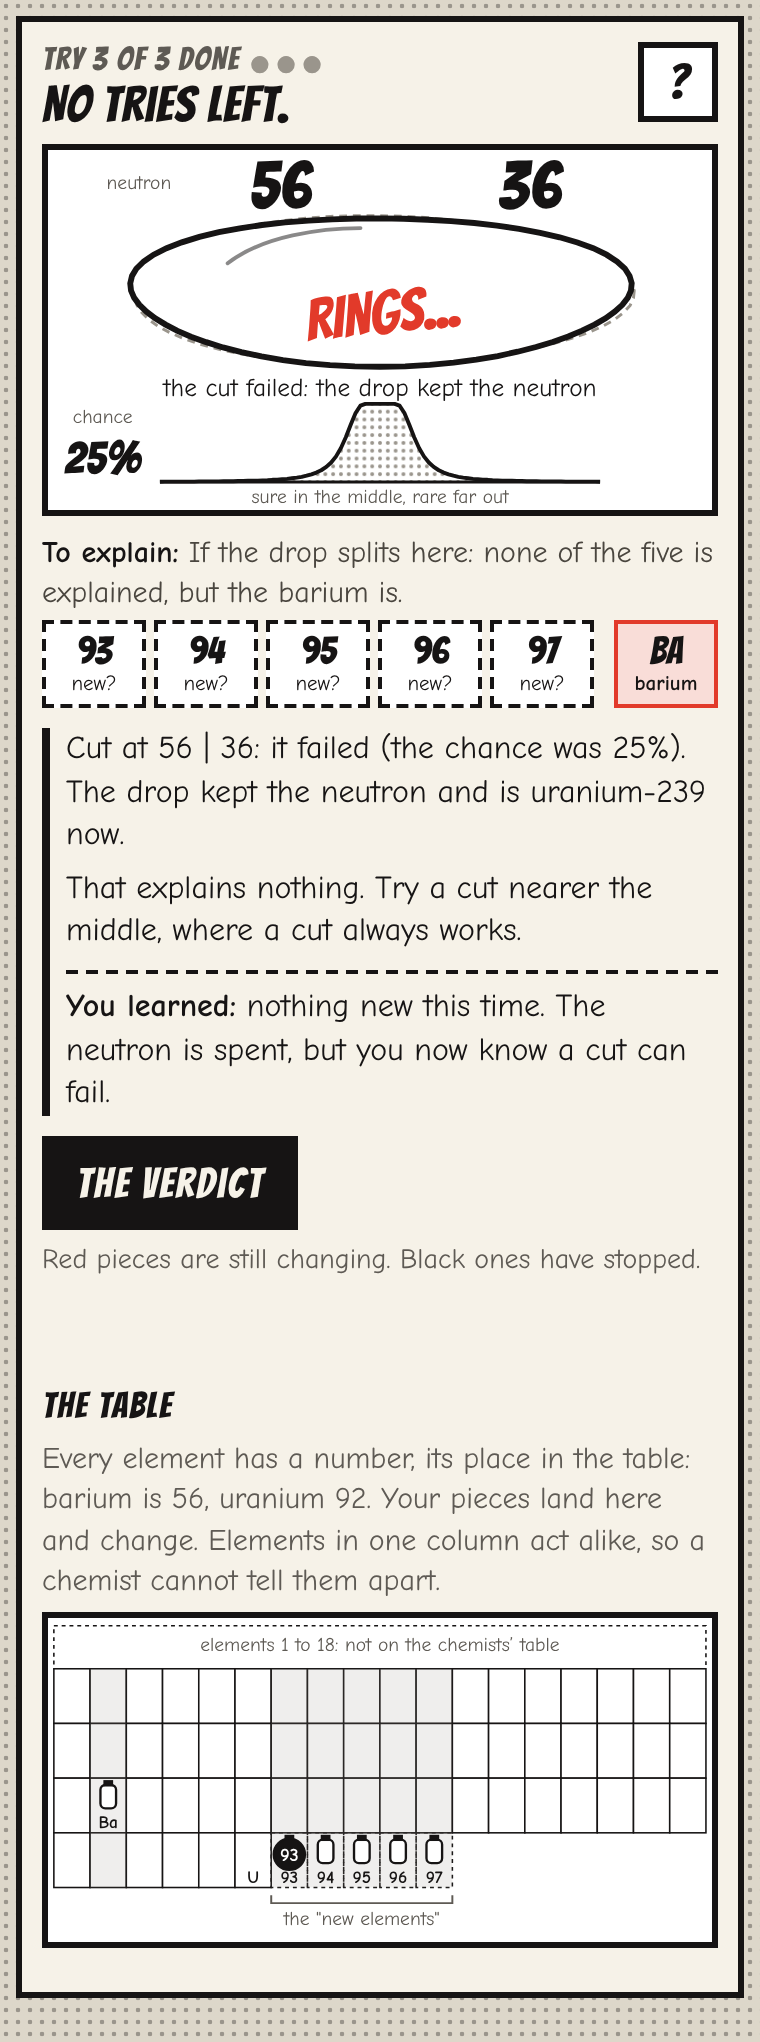 TRY 3 OF 3 DONE
NO TRIES LEFT.
?
neutron
56
36
RINGS...
the cut failed: the drop kept the neutron
chance
25%
sure in the middle, rare far out
To explain: If the drop splits here: none of the five is
explained, but the barium is.
93
new?
94
new?
95
new?
96
new?
97
new?
BA
barium
Cut at 56 | 36: it failed (the chance was 25%).
The drop kept the neutron and is uranium-239
now.
That explains nothing. Try a cut nearer the
middle, where a cut always works.
You learned: nothing new this time. The
neutron is spent, but you now know a cut can
fail.
THE VERDICT
Red pieces are still changing. Black ones have stopped.
THE TABLE
Every element has a number, its place in the table:
barium is 56, uranium 92. Your pieces land here
and change. Elements in one column act alike, so a
chemist cannot tell them apart.
elements 1 to 18: not on the chemists' table
Ba
93
U 93 94 95 96 97
the "new elements"